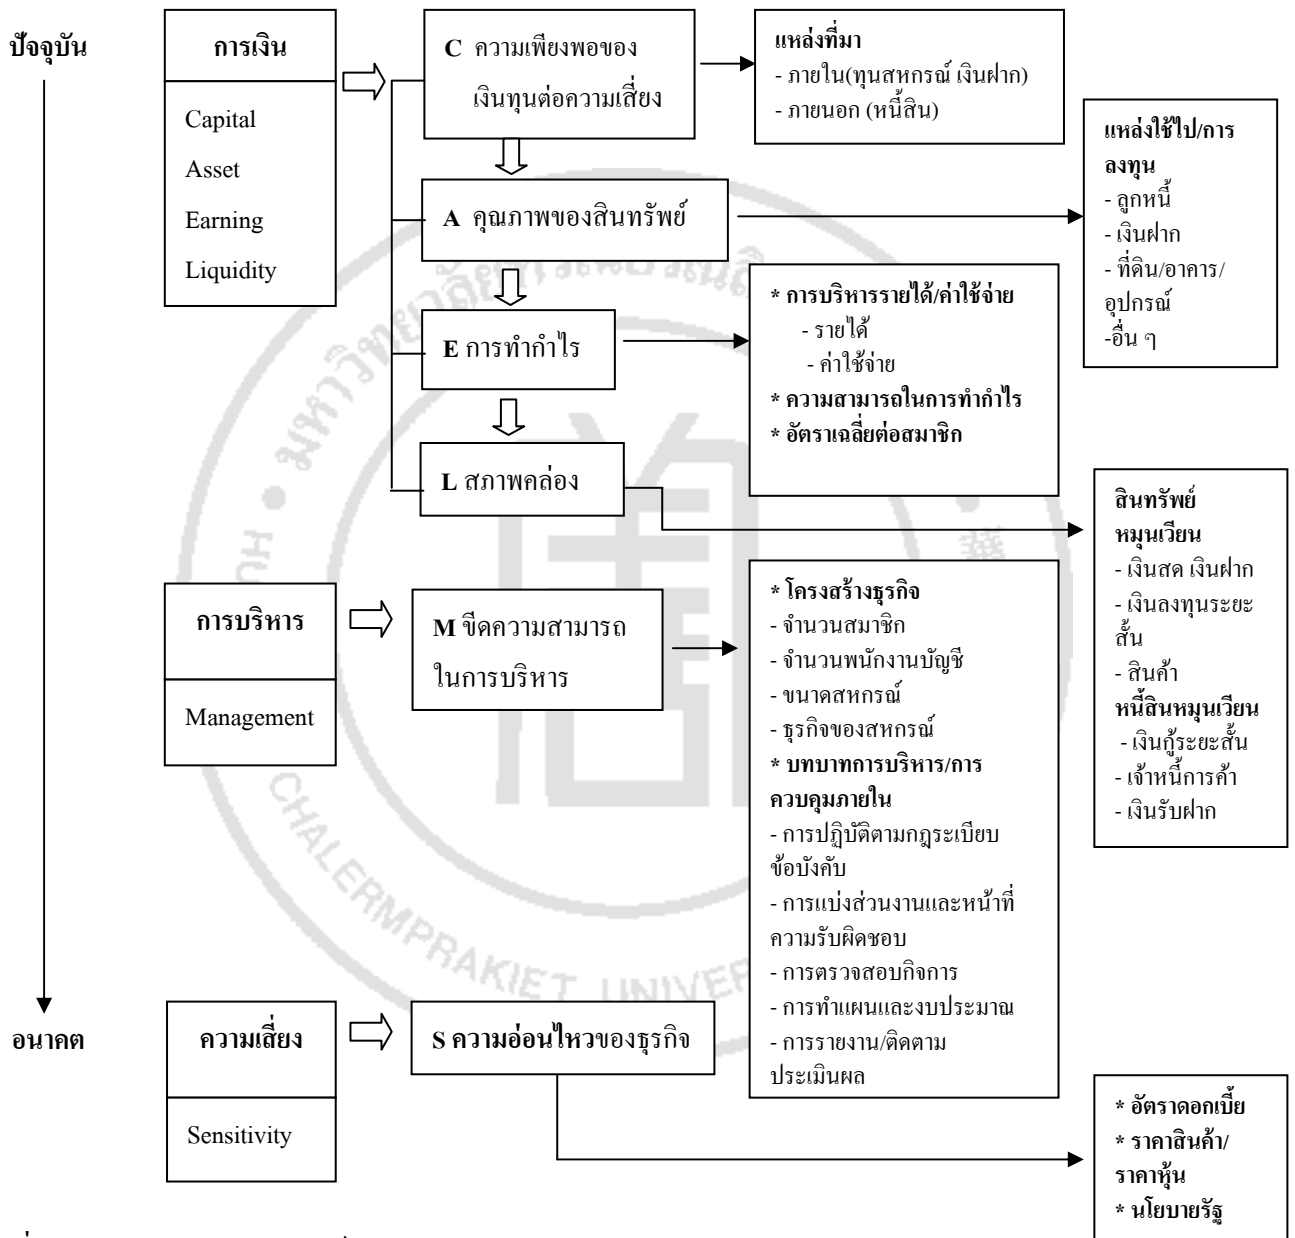 ปัจจุบัน
การเงิน
Capital
Asset
Earning
Liquidity
C ความเพียงพอของ
เงินทุนต่อความเสี่ยง
แหล่งที่มา
- ภายใน(ทุนสหกรณ์ เงินฝาก)
- ภายนอก (หนี้สิน)
A คุณภาพของสินทรัพย์
แหล่งใช้ไป/การ
ลงทุน
- ลูกหนี้
- เงินฝาก
- ที่ดิน/อาคาร/
อุปกรณ์
-อื่น ๆ
E การทำกำไร
* การบริหารรายได้/ค่าใช้จ่าย
- รายได้
- ค่าใช้จ่าย
* ความสามารถในการทำกำไร
* อัตราเฉลี่ยต่อสมาชิก
L สภาพคล่อง
สินทรัพย์
หมุนเวียน
- เงินสด เงินฝาก
- เงินลงทุนระยะ
สั้น
- สินค้า
หนี้สินหมุนเวียน
- เงินกู้ระยะสั้น
- เจ้าหนี้การค้า
- เงินรับฝาก
การบริหาร
Management
M ขีดความสามารถ
ในการบริหาร
* โครงสร้างธุรกิจ
- จำนวนสมาชิก
- จำนวนพนักงานบัญชี
- ขนาดสหกรณ์
- ธุรกิจของสหกรณ์
* บทบาทการบริหาร/การ
ควบคุมภายใน
- การปฏิบัติตามกฎระเบียบ
ข้อบังคับ
- การแบ่งส่วนงานและหน้าที่
ความรับผิดชอบ
- การตรวจสอบกิจการ
- การทำแผนและงบประมาณ
- การรายงาน/ติดตาม
ประเมินผล
อนาคต
ความเสี่ยง
Sensitivity
S ความอ่อนไหวของธุรกิจ
* อัตราดอกเบี้ย
* ราคาสินค้า/
ราคาหุ้น
* นโยบายรัฐ
CHALERMPRAKIET UNIVER